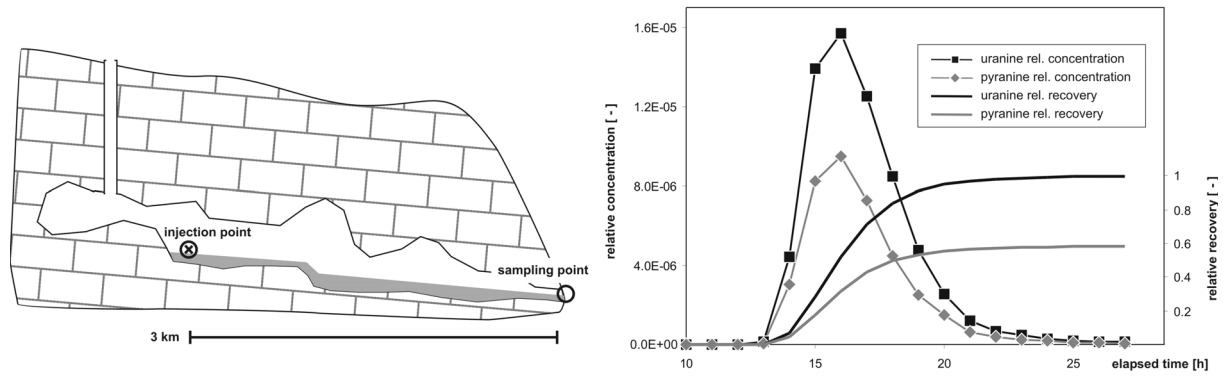 injection point
sampling point
3 km
relative concentration [ - ]
1.6E-05
1.2E-05
8.0E-06
4.0E-06
0.0E+00
10
15
20
25
elapsed time [h]
uranine rel. concentration
pyranine rel. concentration
uranine rel. recovery
pyranine rel. recovery
1
0.8
0.6
0.4
0.2
relative recovery [ - ]